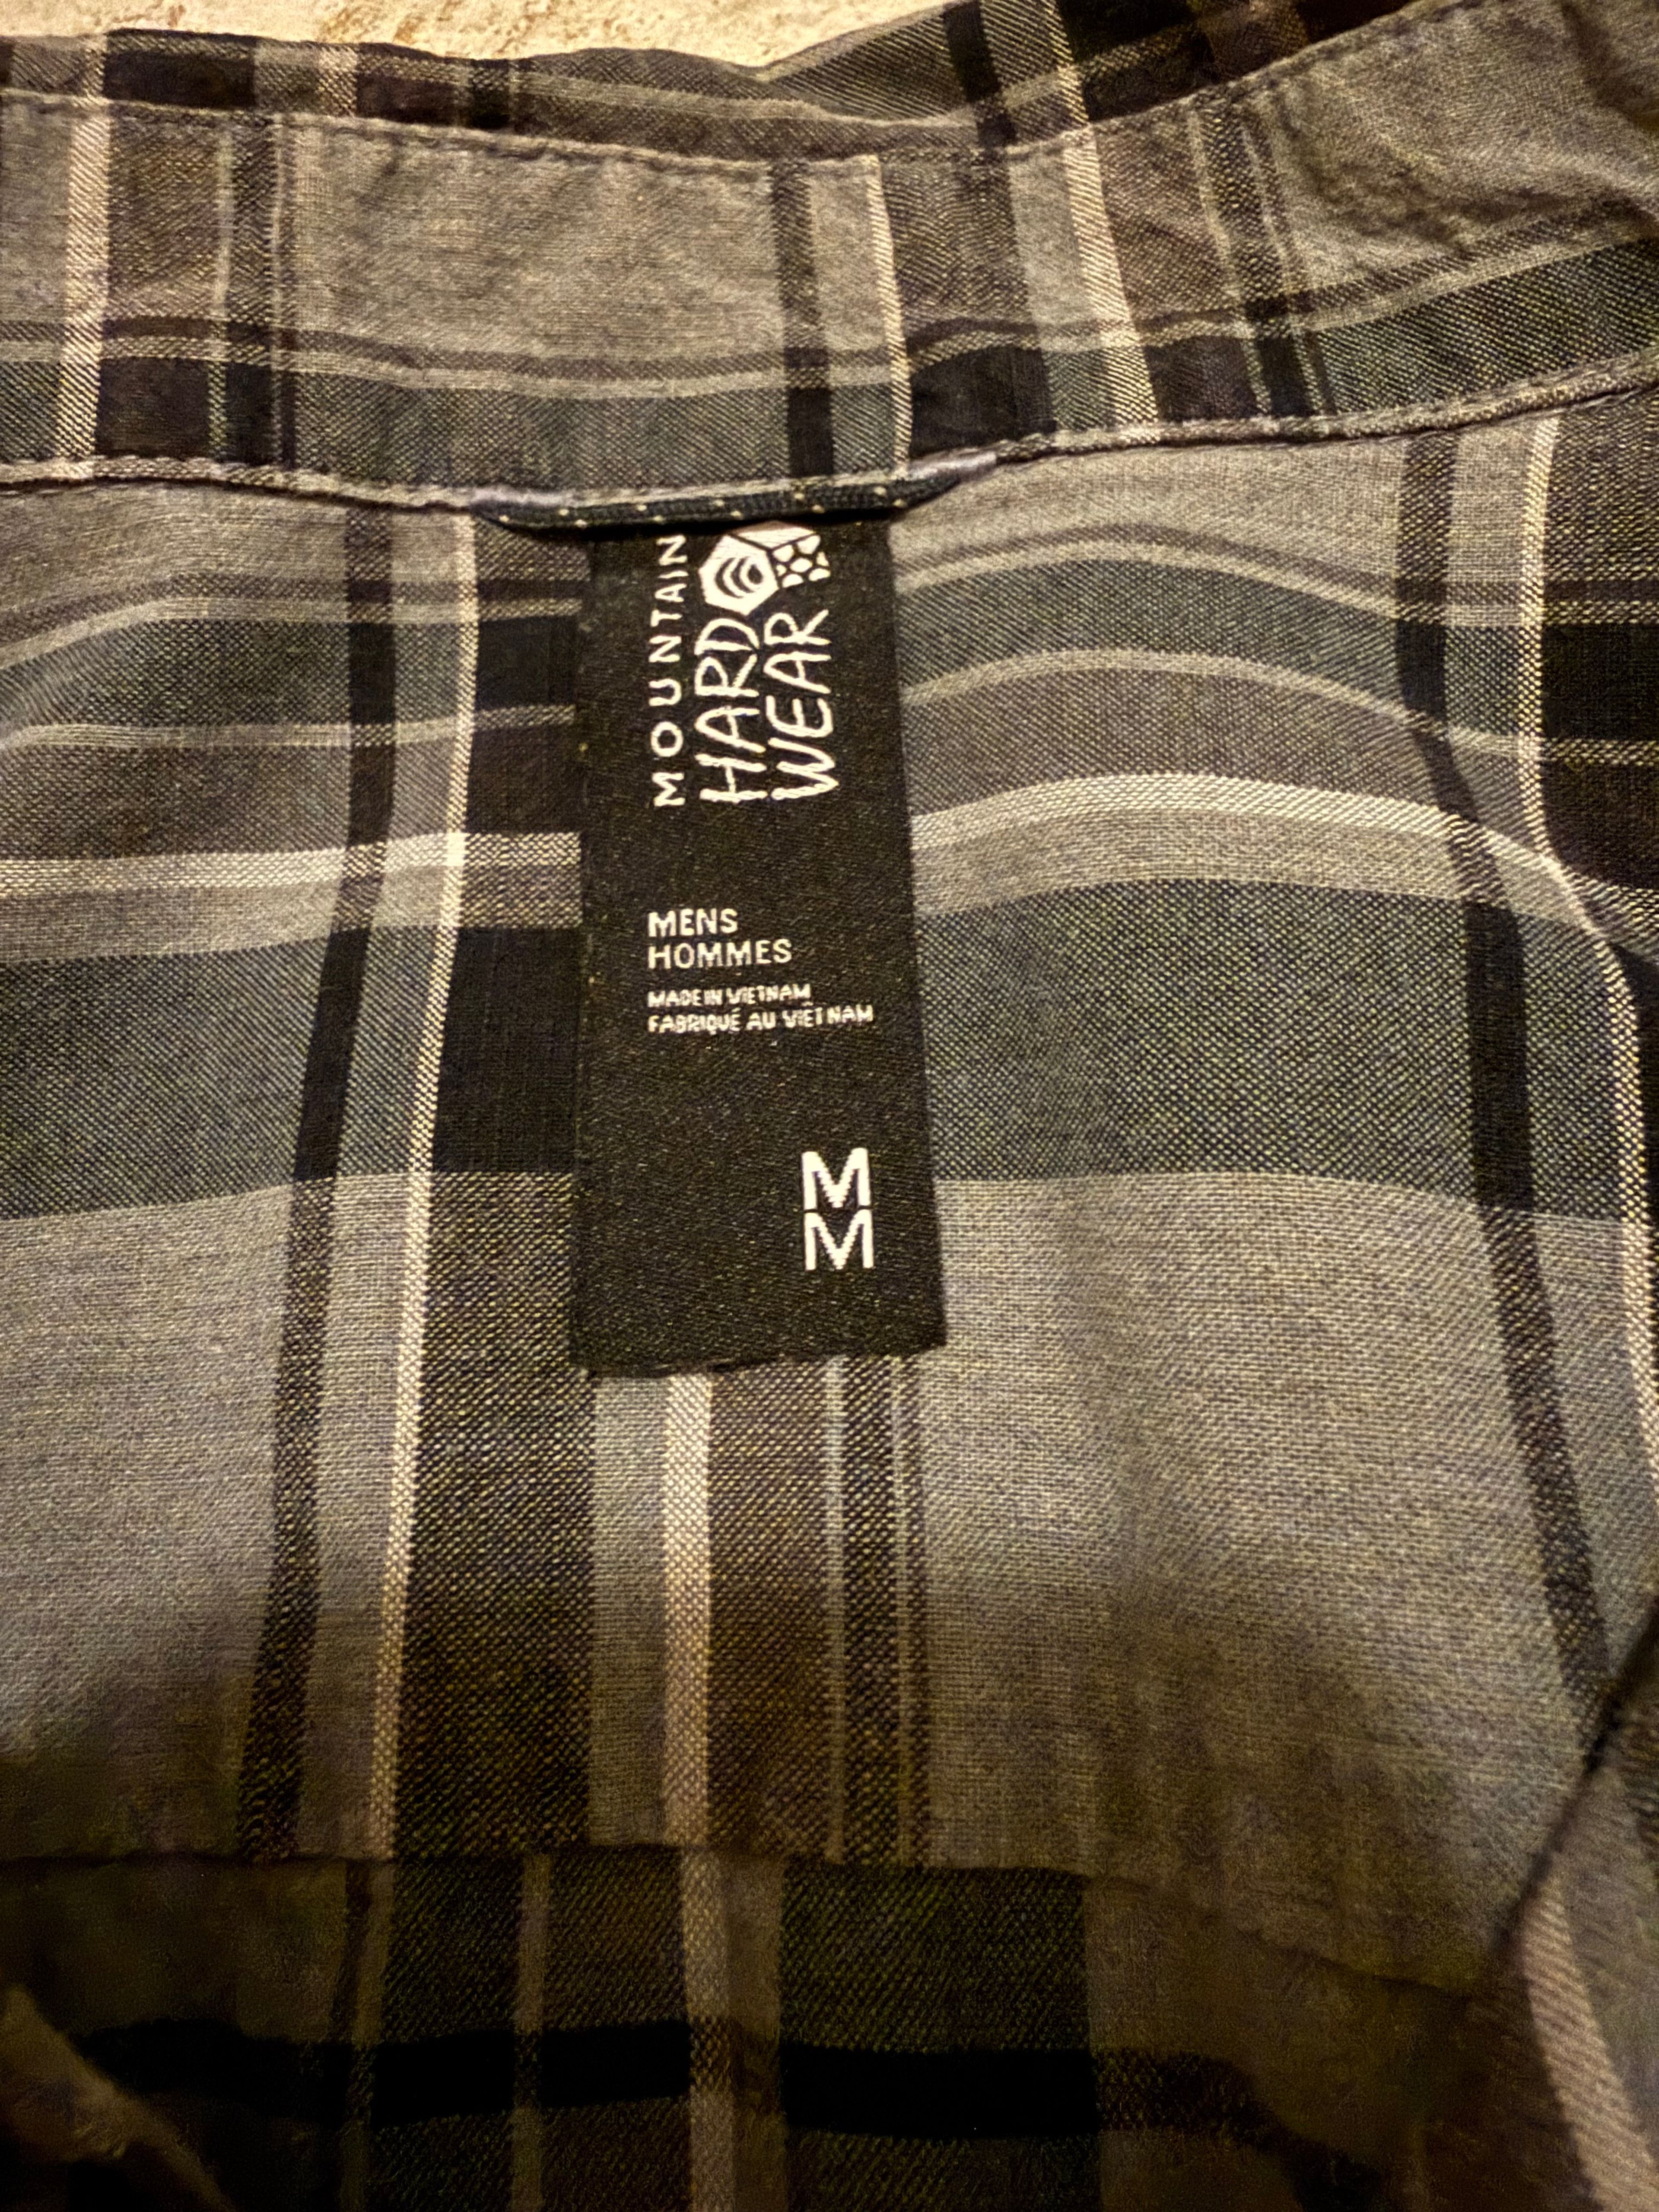 MOUNTAIN
HARD
WEAR
MENS
HOMMES
MADE IN VIETNAM
FABRIQUÉ AU VIETNAM
M
M